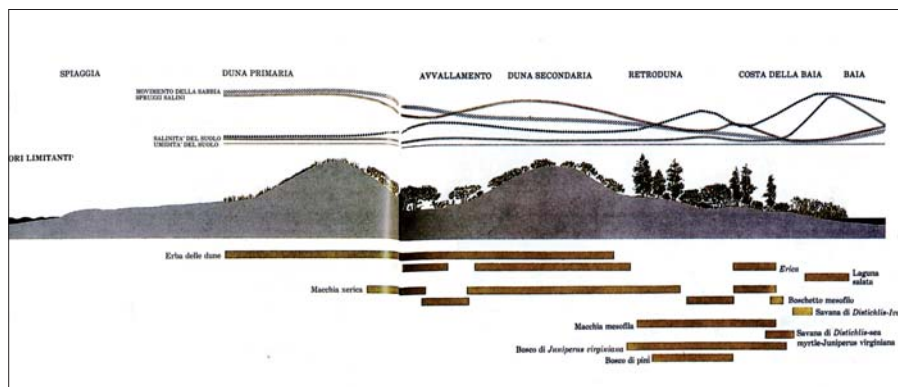 SPIAGGIA
DUNA PRIMARIA
AVVALLAMENTO
DUNA SECONDARIA
RETRODUNA
COSTA DELLA BAIA
BAIA
MOVIMENTO DELLA SABBIA
SPRUZZI SALINI
SALINITA' DEL SUOLO
UMIDITA' DEL SUOLO
ORI LIMITANTI'
Erba delle dune
Erica
Laguna
salata
Macchia xerica
Boschetto mesofilo
Savana di Distichlis-
Macchia mesofila
Savana di Distichlis-sea
myrtle-Juniperus virginiana
Bosco di Juniperus virginiana
Bosco di pini